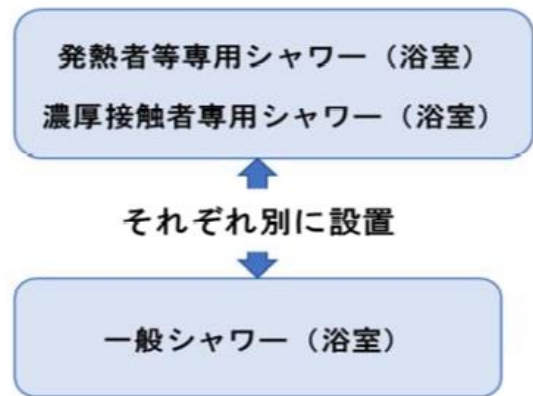 発熱者等専用シャワー（浴室）
濃厚接触者専用シャワー（浴室）
それぞれ別に設置
一般シャワー（浴室）